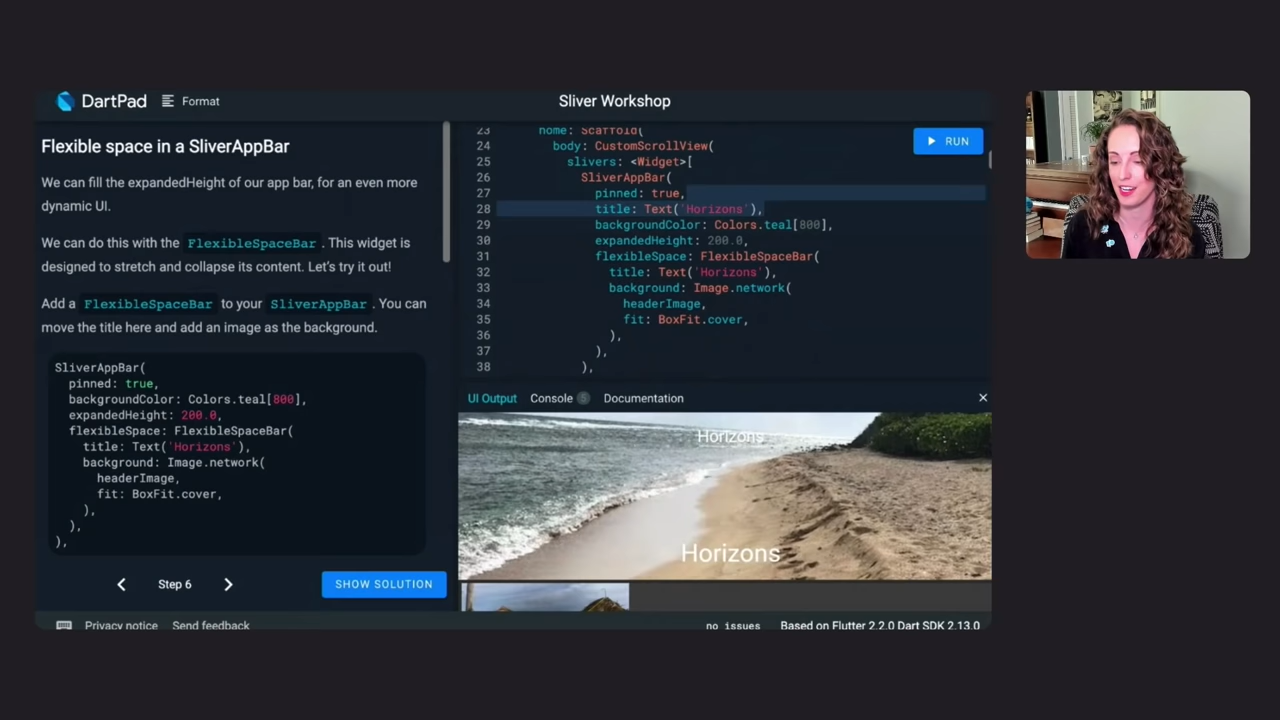 DartPad
Format
Sliver Workshop
Flexible space in a SliverAppBar
We can fill the expandedHeight of our app bar, for an even more
dynamic UI.
We can do this with the FlexibleSpaceBar . This widget is
designed to stretch and collapse its content. Let's try it out!
Add a FlexibleSpaceBar to your SliverAppBar . You can
move the title here and add an image as the background.
SliverAppBar(
pinned: true,
backgroundColor: Colors.teal[800],
expandedHeight: 200.0,
flexibleSpace: FlexibleSpaceBar(
title: Text('Horizons'),
background: Image.network(
headerImage,
fit: BoxFit.cover,
),
),
),
Step 6
SHOW SOLUTION
23 home: Scaffold(
24 body: CustomScrollView(
25 slivers: <Widget>[
26 SliverAppBar(
27 pinned: true,
28 title: Text('Horizons'),
29 backgroundColor: Colors.teal[800],
30 expandedHeight: 200.0,
31 flexibleSpace: FlexibleSpaceBar(
32 title: Text('Horizons'),
33 background: Image.network(
34 headerImage,
35 fit: BoxFit.cover,
36 ),
37 ),
38 ),
RUN
UI Output Console 5 Documentation
Horizons
Horizons
Privacy notice Send feedback
no issues Based on Flutter 2.2.0 Dart SDK 2.13.0